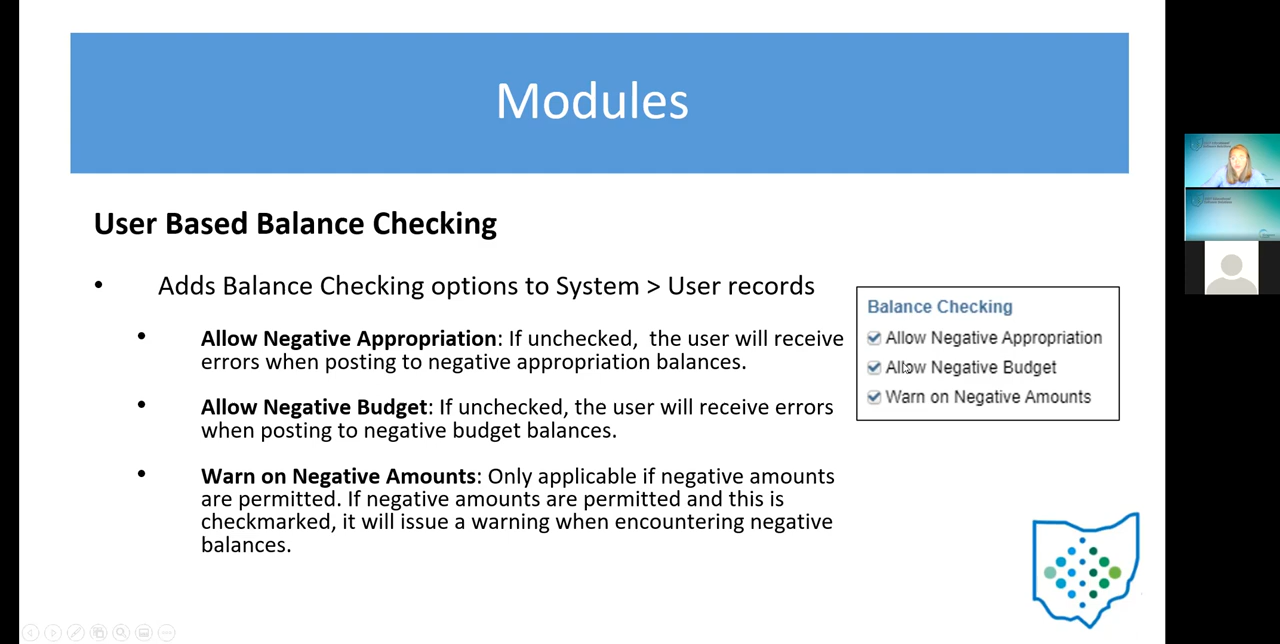 Modules
User Based Balance Checking
• Adds Balance Checking options to System > User records
• Allow Negative Appropriation: If unchecked, the user will receive
errors when posting to negative appropriation balances.
• Allow Negative Budget: If unchecked, the user will receive errors
when posting to negative budget balances.
• Warn on Negative Amounts: Only applicable if negative amounts
are permitted. If negative amounts are permitted and this is
checkmarked, it will issue a warning when encountering negative
balances.
Balance Checking
Allow Negative Appropriation
Allow Negative Budget
Warn on Negative Amounts